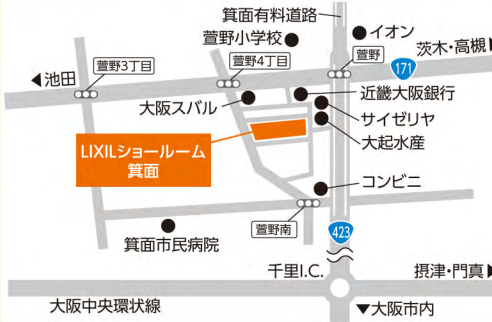 箕面有料道路
萱野小学校
イオン
茨木・高槻▶
萱野3丁目
萱野4丁目
萱野
171
◀池田
大阪スバル
近畿大阪銀行
サイゼリヤ
大起水産
LIXILショールーム
箕面
コンビニ
萱野南
箕面市民病院
423
千里I.C.
摂津・門真▶
大阪中央環状線
▼大阪市内